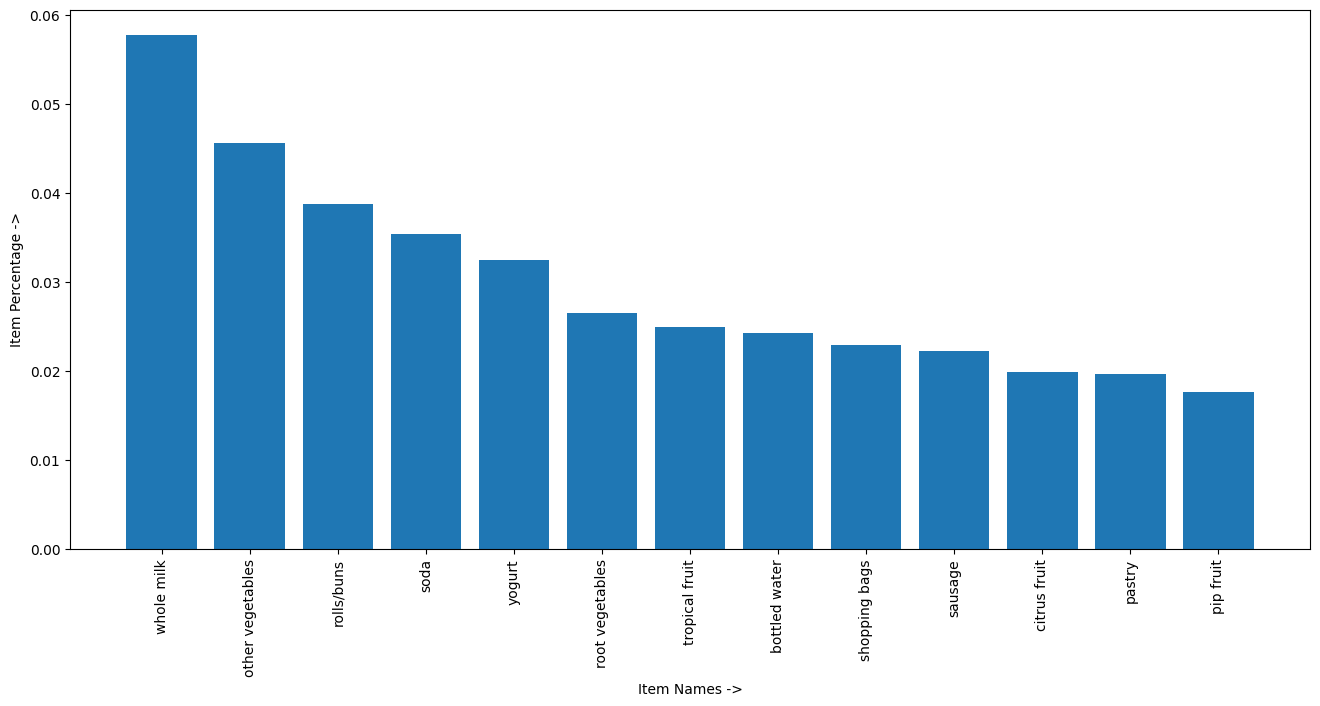 0.06
0.05
0.04
0.03
0.02
0.01
0.00
Item Percentage ->
whole milk
other vegetables
rolls/buns
soda
yogurt
root vegetables
tropical fruit
bottled water
shopping bags
sausage
citrus fruit
pastry
pip fruit
Item Names ->